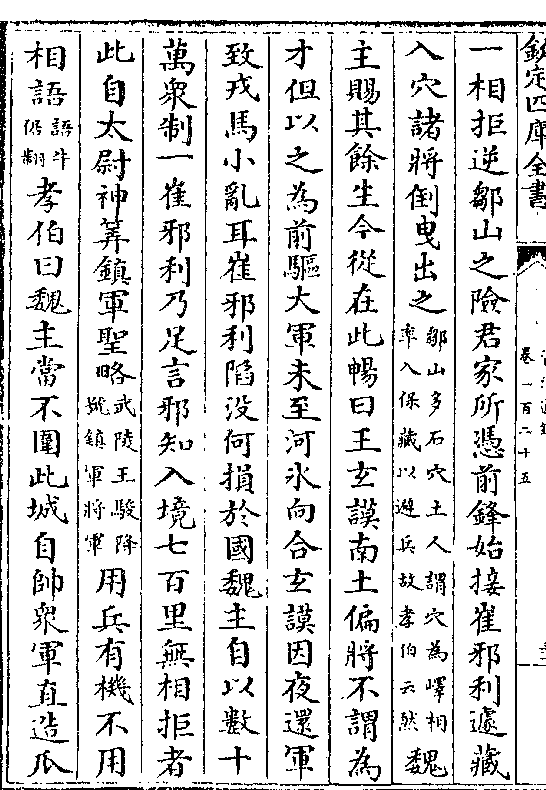 欽定四庫全書
卷一百二十五
一相拒逆鄒山之險君家所憑前鋒始接崔邪利遽藏
入穴諸將倒曳出之鄒山多石穴土人謂穴為嶧相率入保藏以避兵故孝伯云然魏
主賜其餘生今從在此暢曰王玄謨南土偏將不謂為
才但以之為前驅大軍未至河氷向合玄謨因夜還軍
致戎馬小亂耳崔邪利陷没何損於國魏主自以數十
萬衆制一崔邪利乃足言邪知入境七百里無相拒者
此自太尉神筭鎮軍聖略武陵王駿降號鎮軍將軍用兵有機不用
相語語牛倨翻孝伯曰魏主當不圍此城自帥衆軍直造瓜